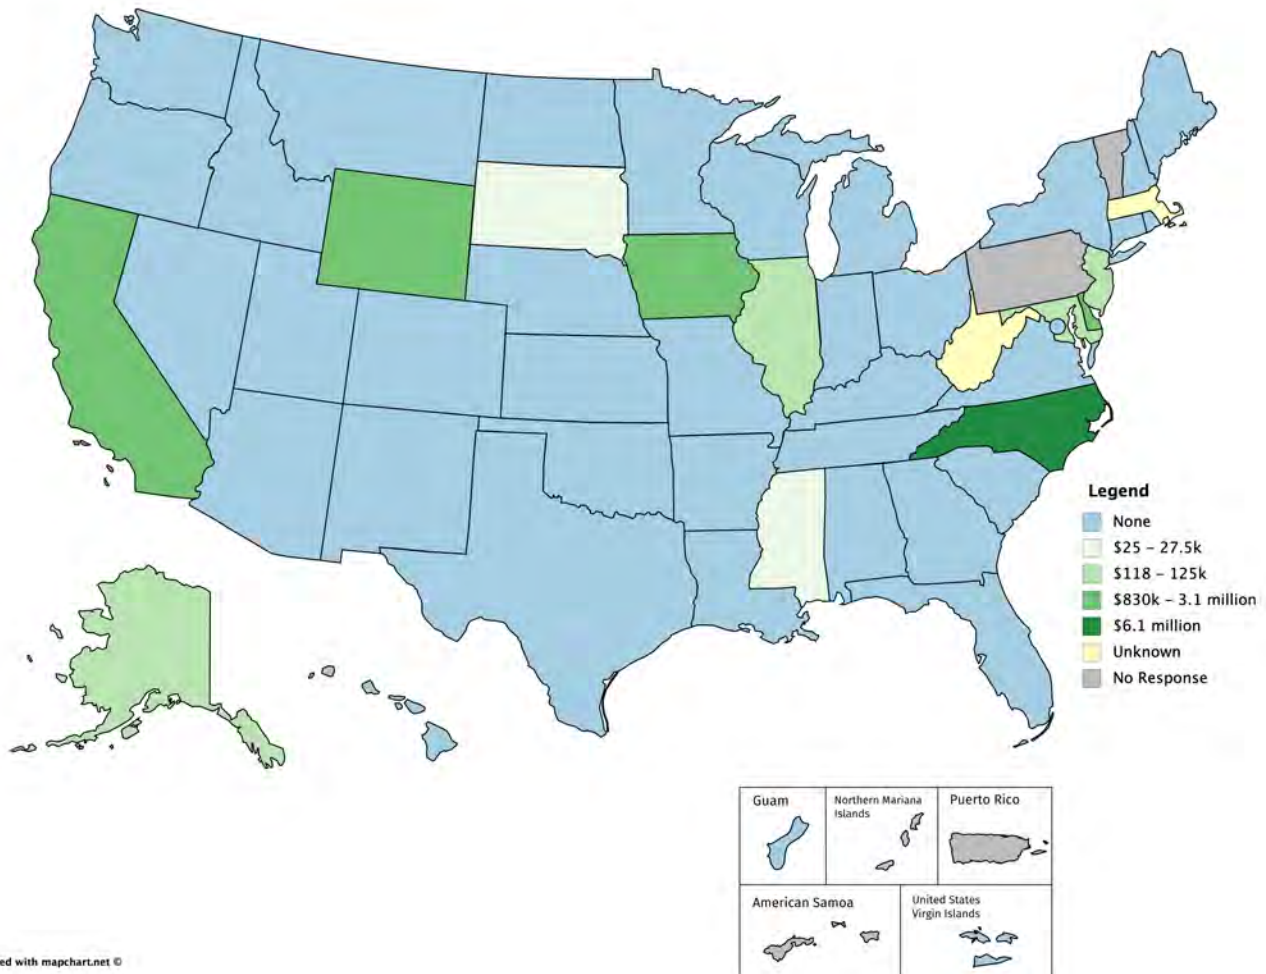 Legend
None
$25 – 27.5k
$118 – 125k
$830k – 3.1 million
$6.1 million
Unknown
No Response
Guam
Northern Mariana
Islands
Puerto Rico
American Samoa
United States
Virgin Islands
ed with mapchart.net ©